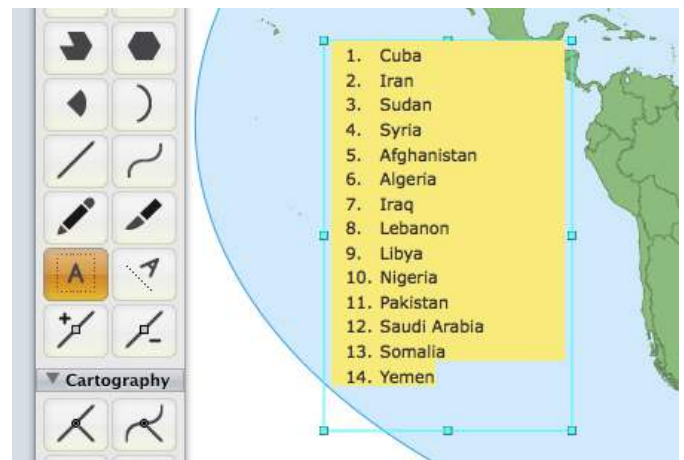 1. Cuba
2. Iran
3. Sudan
4. Syria
5. Afghanistan
6. Algeria
7. Iraq
8. Lebanon
9. Libya
10. Nigeria
11. Pakistan
12. Saudi Arabia
13. Somalia
14. Yemen
A
A
Cartography